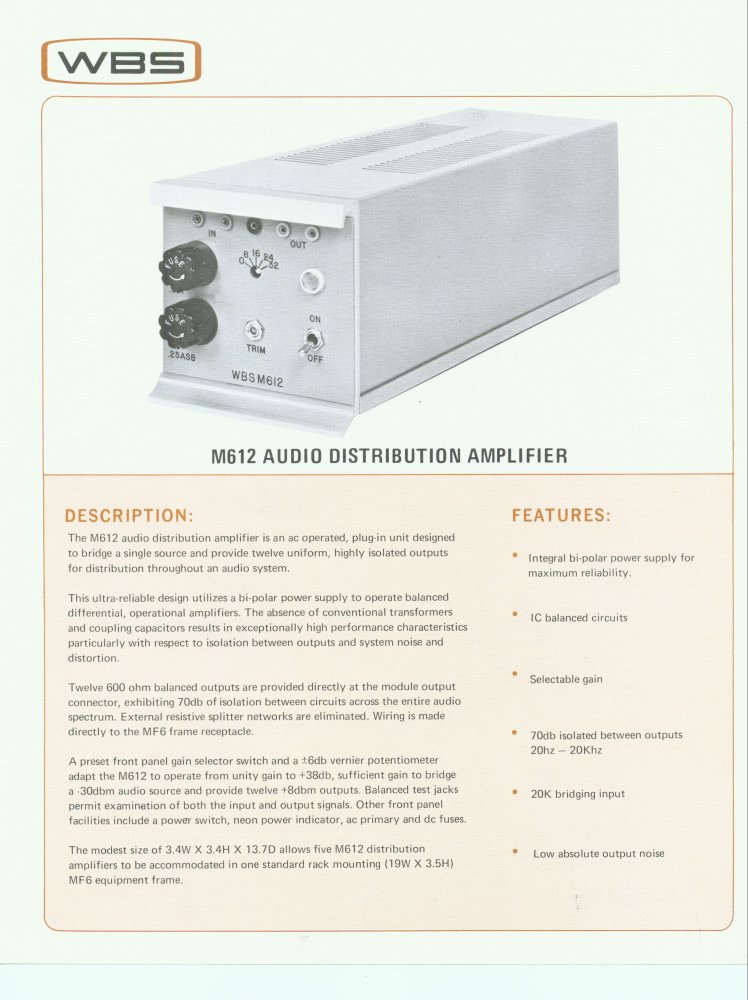 WBS
IN
OUT
0 8 16 24 32
FUSE
FUSE
ON
TRIM
OFF
.25ASB
WBS M612
M612 AUDIO DISTRIBUTION AMPLIFIER
DESCRIPTION:
The M612 audio distribution amplifier is an ac operated, plug-in unit designed
to bridge a single source and provide twelve uniform, highly isolated outputs
for distribution throughout an audio system.
This ultra-reliable design utilizes a bi-polar power supply to operate balanced
differential, operational amplifiers. The absence of conventional transformers
and coupling capacitors results in exceptionally high performance characteristics
particularly with respect to isolation between outputs and system noise and
distortion.
Twelve 600 ohm balanced outputs are provided directly at the module output
connector, exhibiting 70db of isolation between circuits across the entire audio
spectrum. External resistive splitter networks are eliminated. Wiring is made
directly to the MF6 frame receptacle.
A preset front panel gain selector switch and a ±6db vernier potentiometer
adapt the M612 to operate from unity gain to +38db, sufficient gain to bridge
a -30dbm audio source and provide twelve +8dbm outputs. Balanced test jacks
permit examination of both the input and output signals. Other front panel
facilities include a power switch, neon power indicator, ac primary and dc fuses.
The modest size of 3.4W X 3.4H X 13.7D allows five M612 distribution
amplifiers to be accommodated in one standard rack mounting (19W X 3.5H)
MF6 equipment frame.
FEATURES:
• Integral bi-polar power supply for
maximum reliability.
• IC balanced circuits
• Selectable gain
• 70db isolated between outputs
20hz – 20Khz
• 20K bridging input
• Low absolute output noise